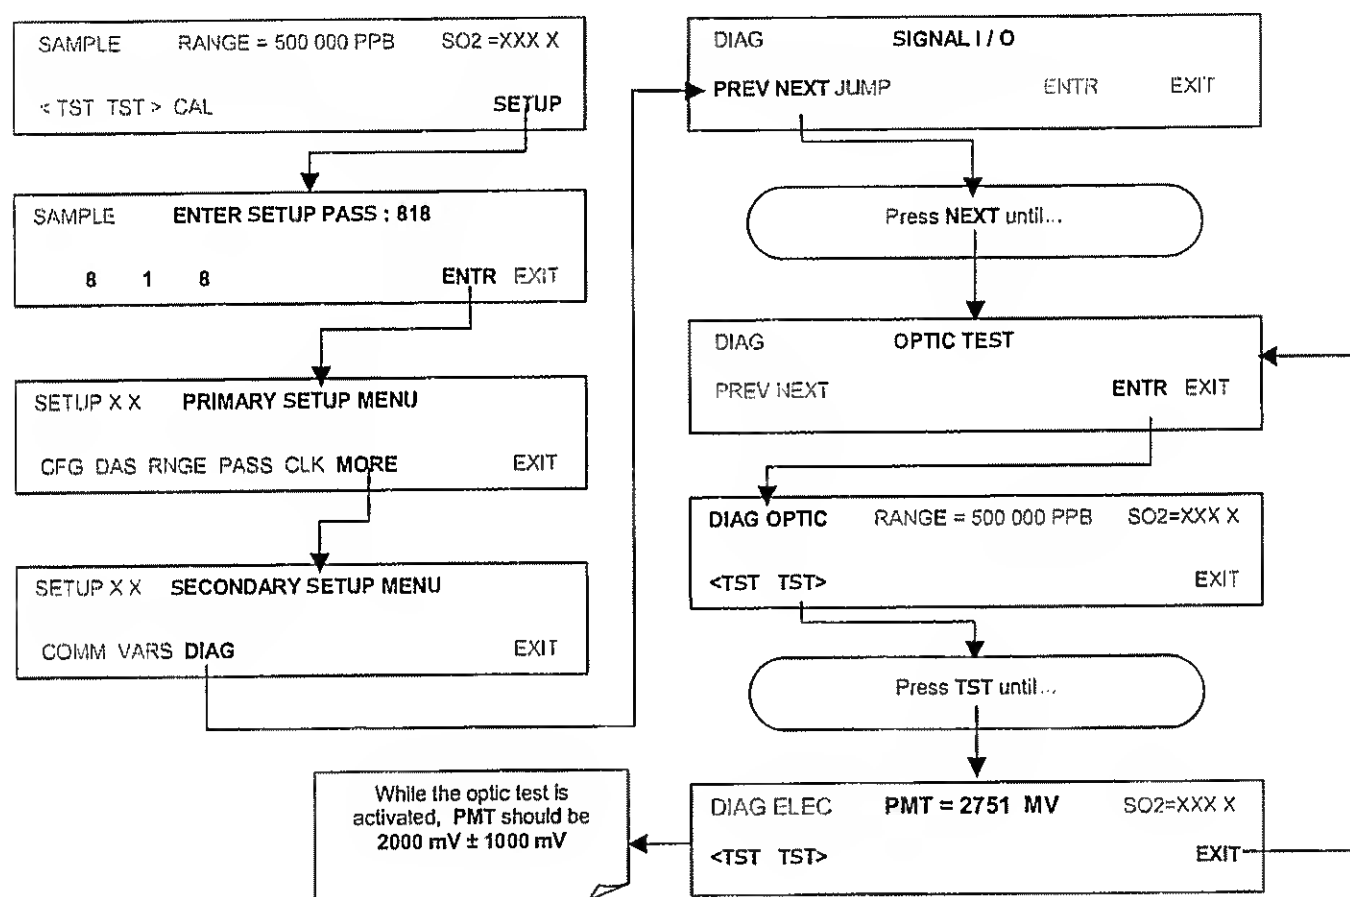 SAMPLE RANGE = 500 000 PPB SO2 =XXX X
< TST TST > CAL SETUP
SAMPLE ENTER SETUP PASS : 818
8 1 8 ENTR EXIT
SETUP X X PRIMARY SETUP MENU
CFG DAS RNGE PASS CLK MORE EXIT
SETUP X X SECONDARY SETUP MENU
COMM VARS DIAG EXIT
DIAG SIGNAL I / O
PREV NEXT JUMP ENTR EXIT
Press NEXT until...
DIAG OPTIC TEST
PREV NEXT ENTR EXIT
DIAG OPTIC RANGE = 500 000 PPB SO2=XXX X
<TST TST> EXIT
Press TST until...
DIAG ELEC PMT = 2751 MV SO2=XXX X
<TST TST> EXIT
While the optic test is
activated, PMT should be
2000 mV ± 1000 mV